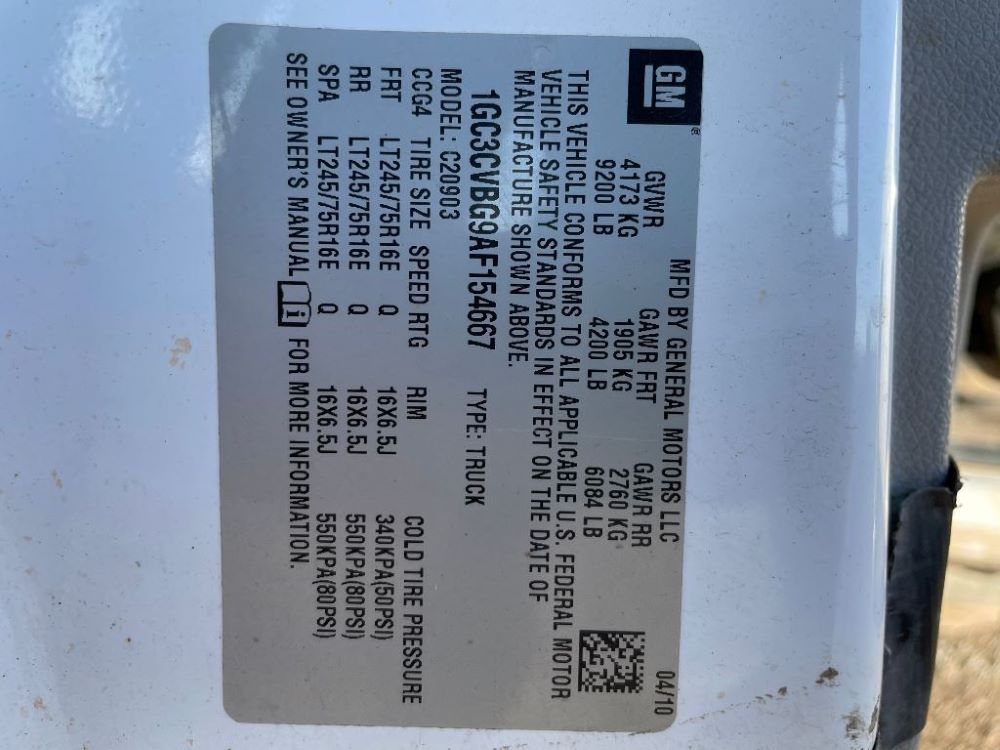 GM®
MFD BY GENERAL MOTORS LLC 04/10
GVWR GAWR FRT GAWR RR
4173 KG 1905 KG 2760 KG
9200 LB 4200 LB 6084 LB
THIS VEHICLE CONFORMS TO ALL APPLICABLE U.S. FEDERAL MOTOR
VEHICLE SAFETY STANDARDS IN EFFECT ON THE DATE OF
MANUFACTURE SHOWN ABOVE.
1GC3CVBG9AF154667 TYPE: TRUCK
MODEL: C20903
CCG4 TIRE SIZE SPEED RTG RIM COLD TIRE PRESSURE
FRT LT245/75R16E Q 16X6.5J 340KPA(50PSI)
RR LT245/75R16E Q 16X6.5J 550KPA(80PSI)
SPA LT245/75R16E Q 16X6.5J 550KPA(80PSI)
SEE OWNER'S MANUAL i FOR MORE INFORMATION.